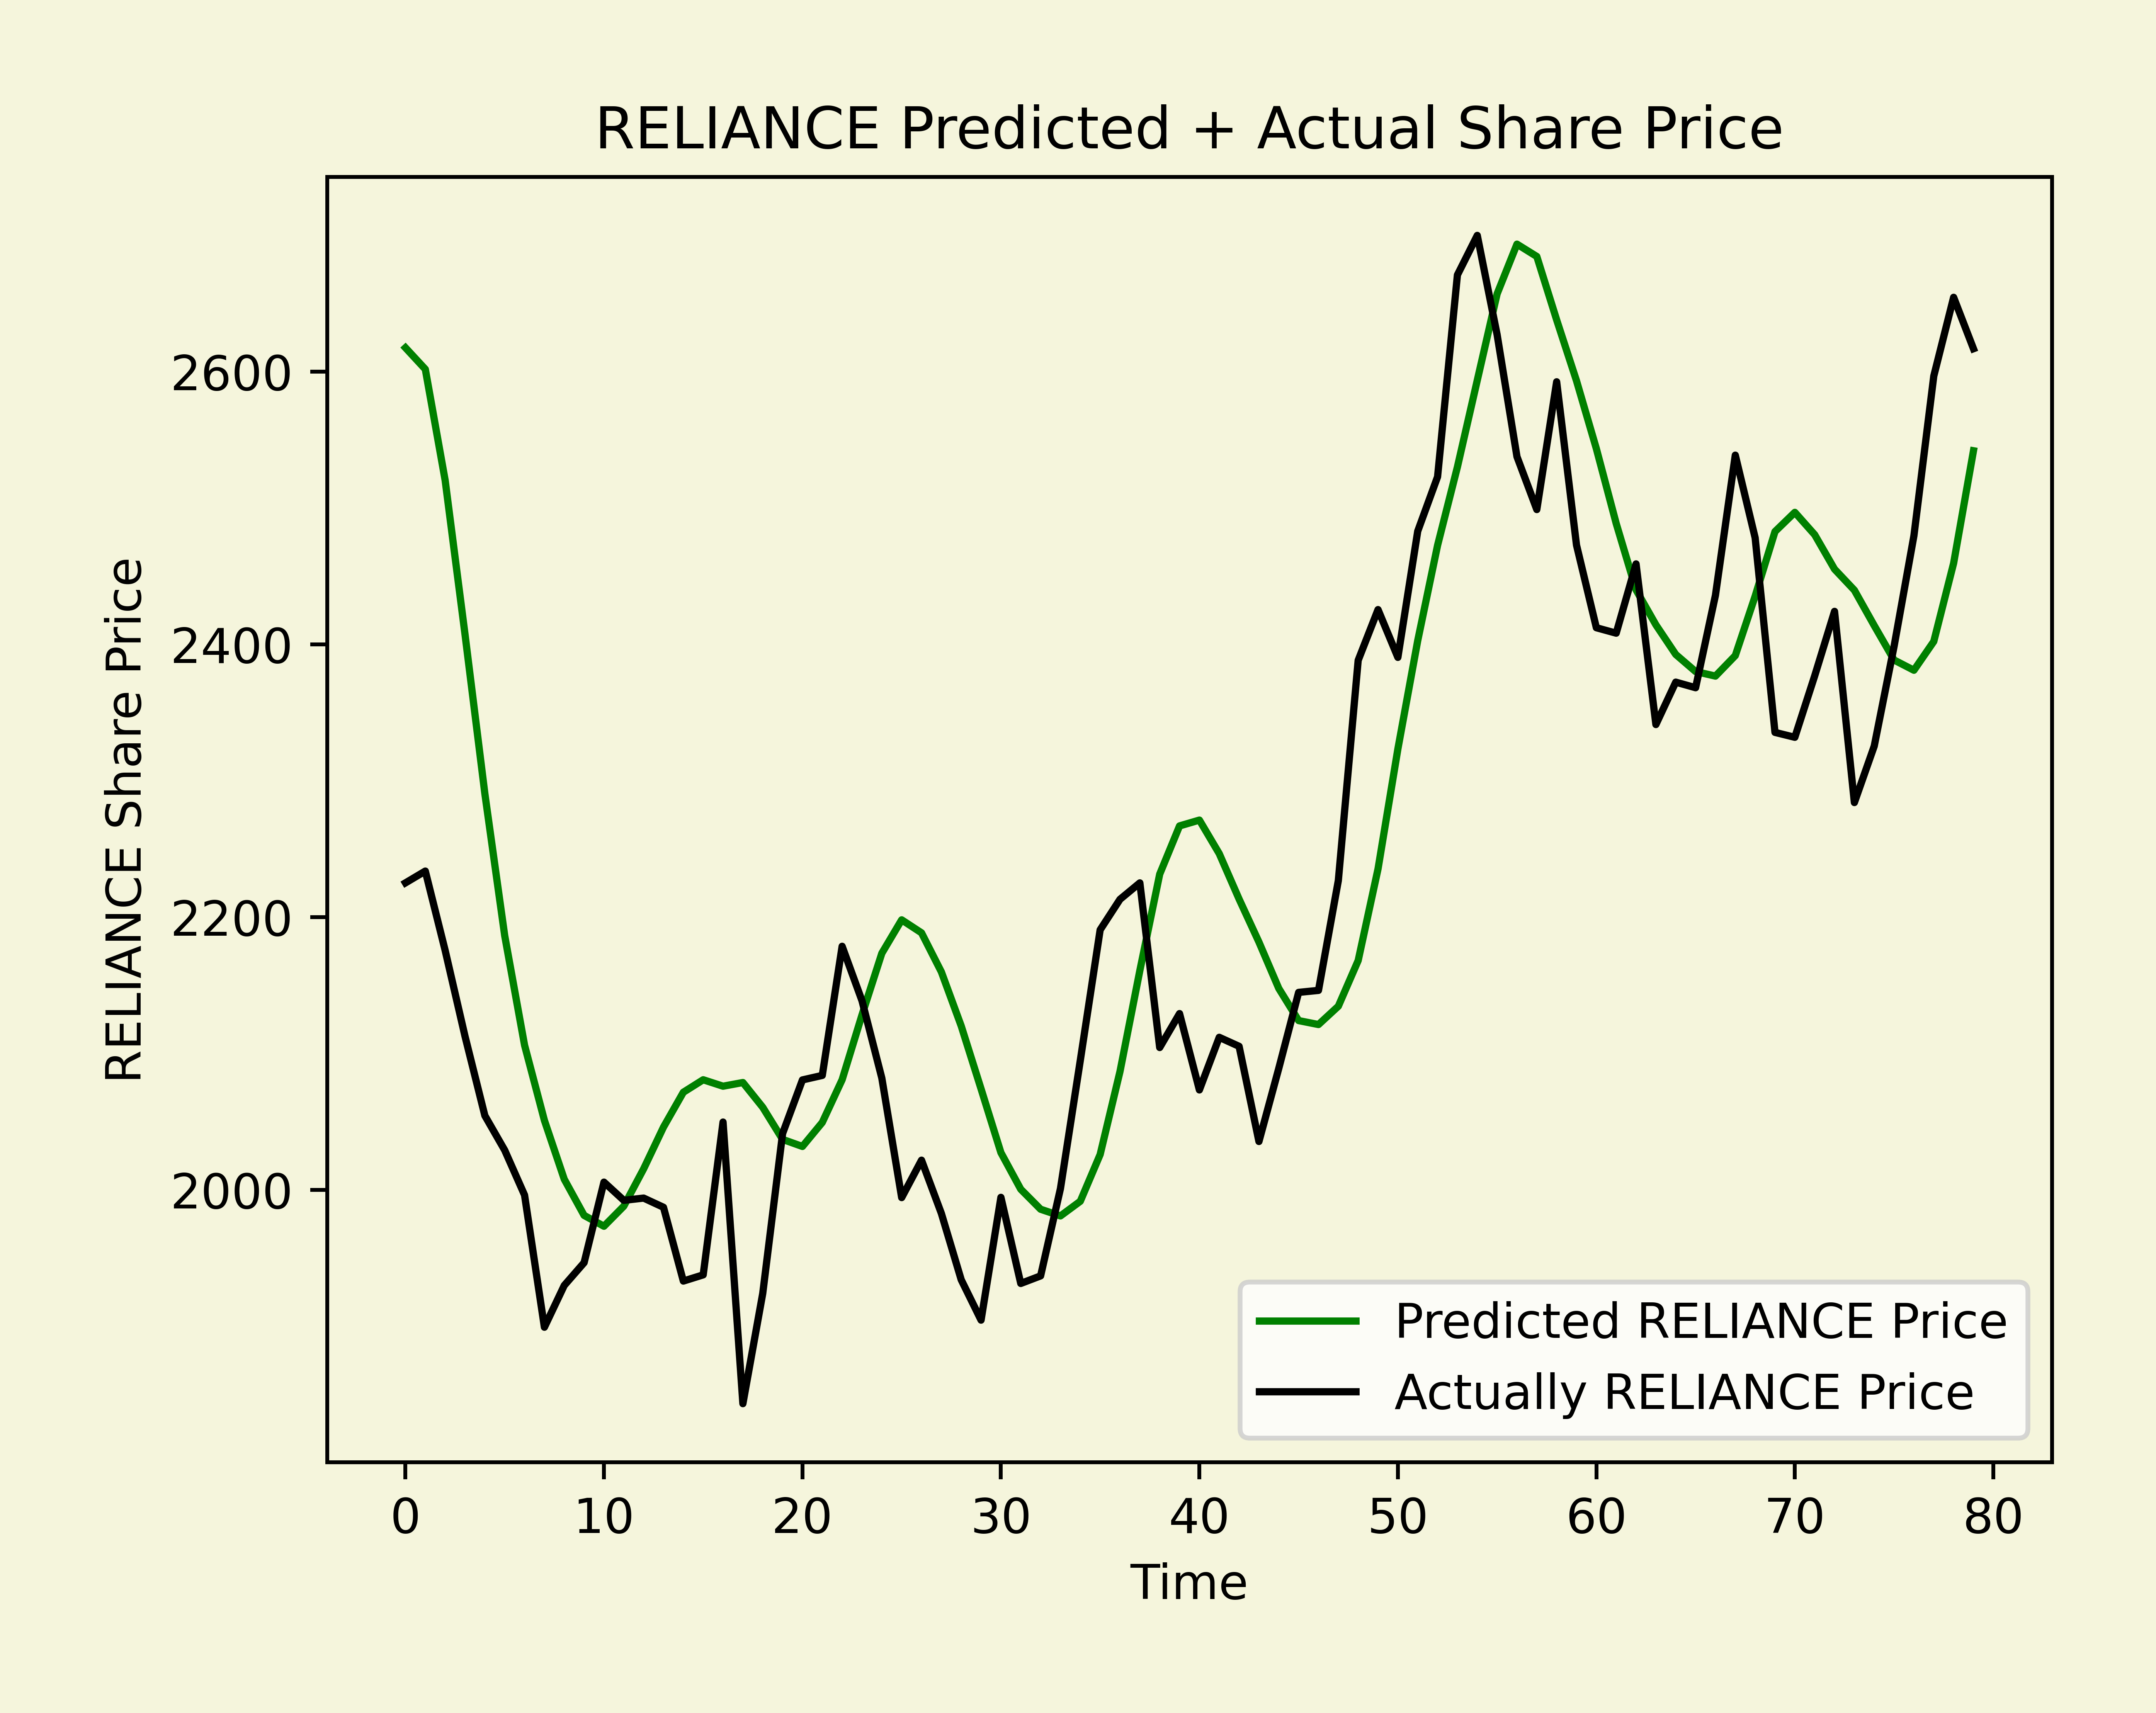 RELIANCE Predicted + Actual Share Price
RELIANCE Share Price
2600
2400
2200
2000
Predicted RELIANCE Price
Actually RELIANCE Price
0 10 20 30 40 50 60 70 80
Time